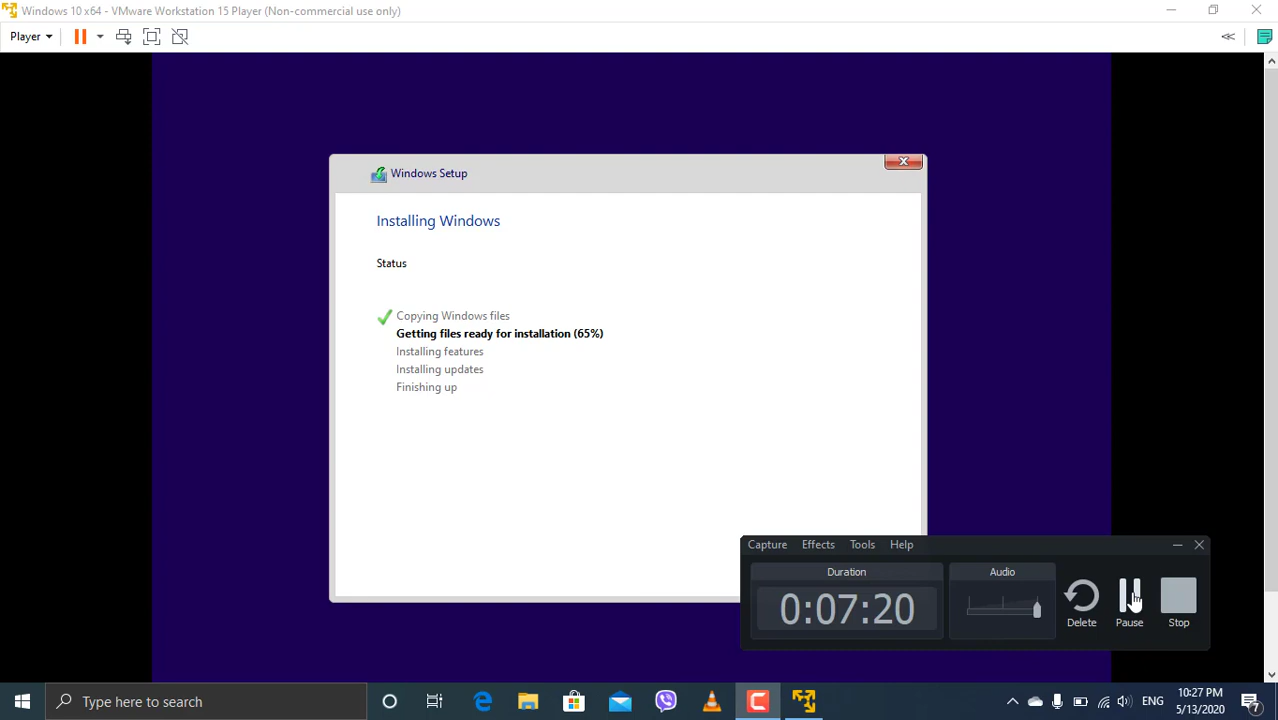 Windows 10 x64 - VMware Workstation 15 Player (Non-commercial use only)
Player
Windows Setup
Installing Windows
Status
Copying Windows files
Getting files ready for installation (65%)
Installing features
Installing updates
Finishing up
Capture Effects Tools Help
Duration
Audio
0:07:20
Delete
Pause
Stop
Type here to search
ENG
10:27 PM
5/13/2020
7